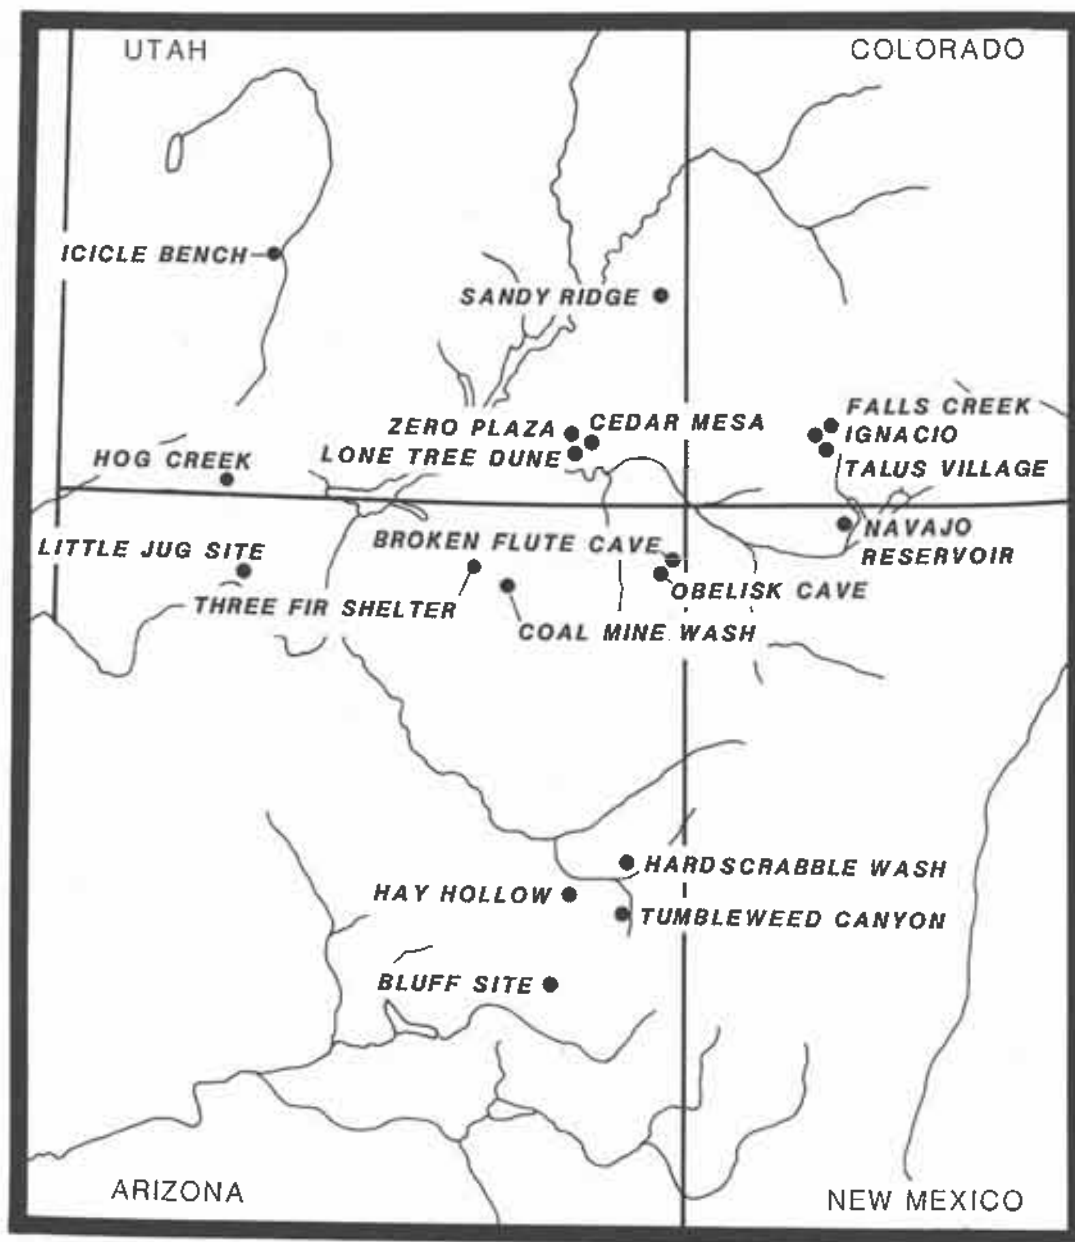 UTAH
COLORADO
ICICLE BENCH
SANDY RIDGE
ZERO PLAZA
CEDAR MESA
FALLS CREEK
IGNACIO
LONE TREE DUNE
HOG CREEK
TALUS VILLAGE
LITTLE JUG SITE
BROKEN FLUTE CAVE
NAVAJO
RESERVOIR
THREE FIR SHELTER
OBELISK CAVE
COAL MINE WASH
HARDSCRABBLE WASH
HAY HOLLOW
TUMBLEWEED CANYON
BLUFF SITE
ARIZONA
NEW MEXICO